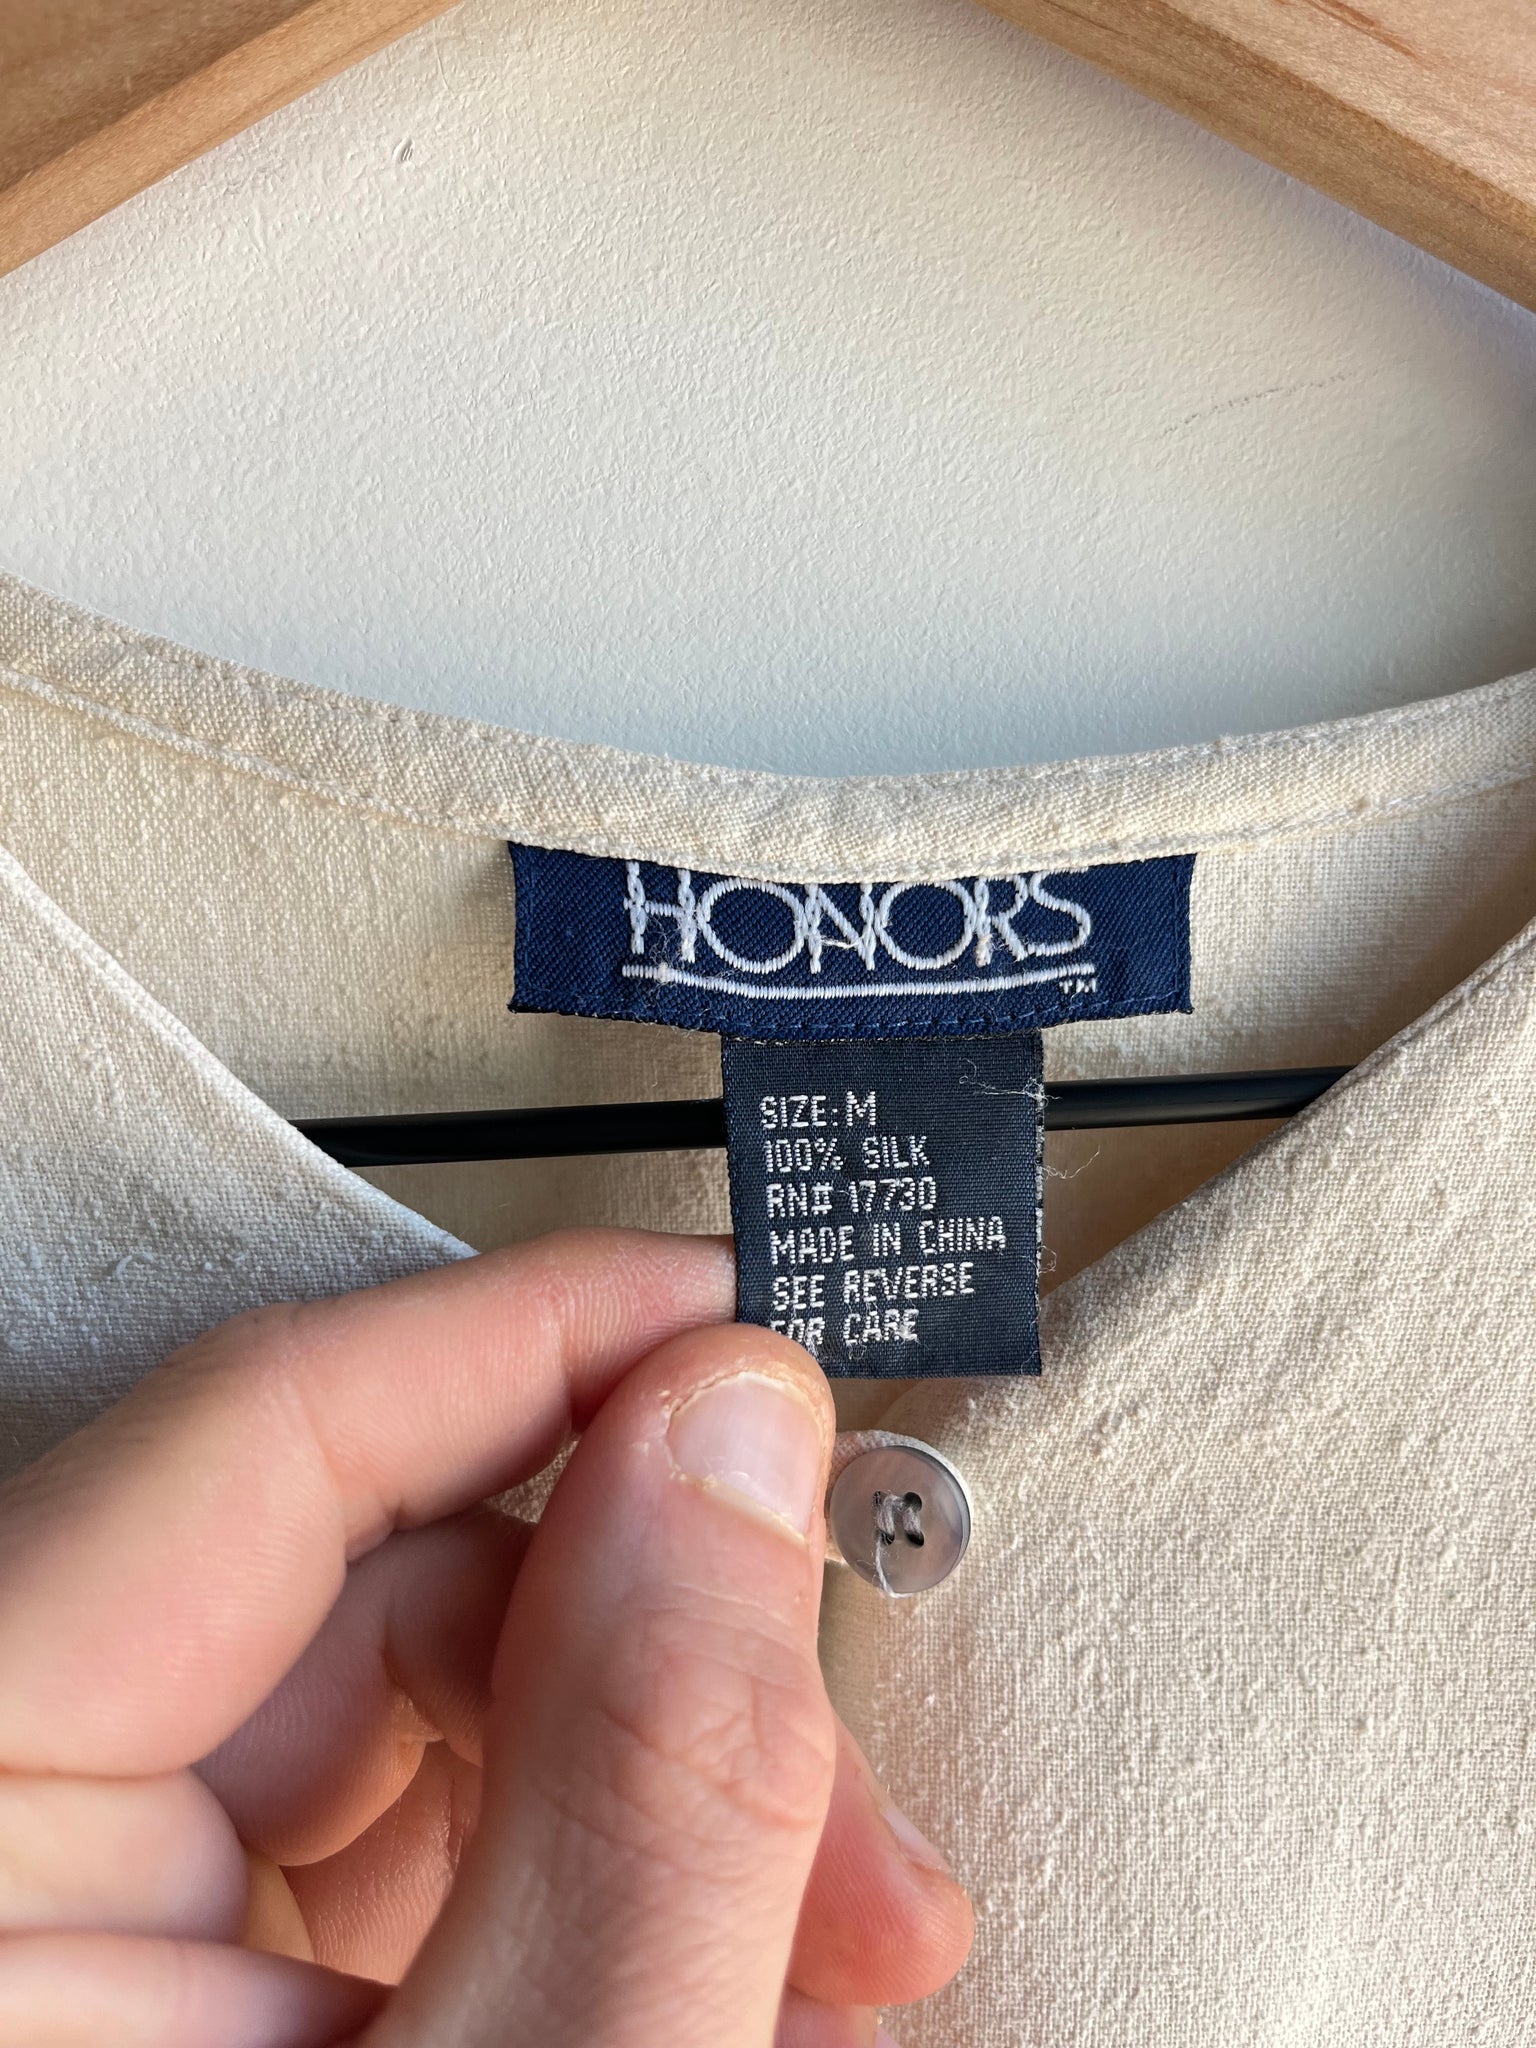 HONORS
™
SIZE: M
100% SILK
RN# 17730
MADE IN CHINA
SEE REVERSE
FOR CARE